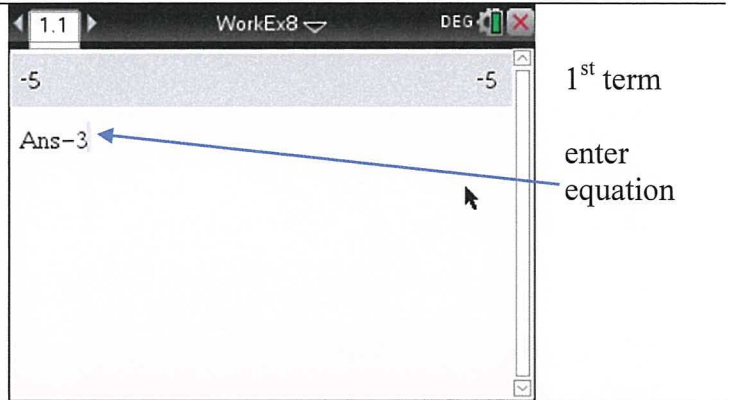 1.1 WorkEx8 DEG
-5 -5
1st term
Ans−3
enter
equation